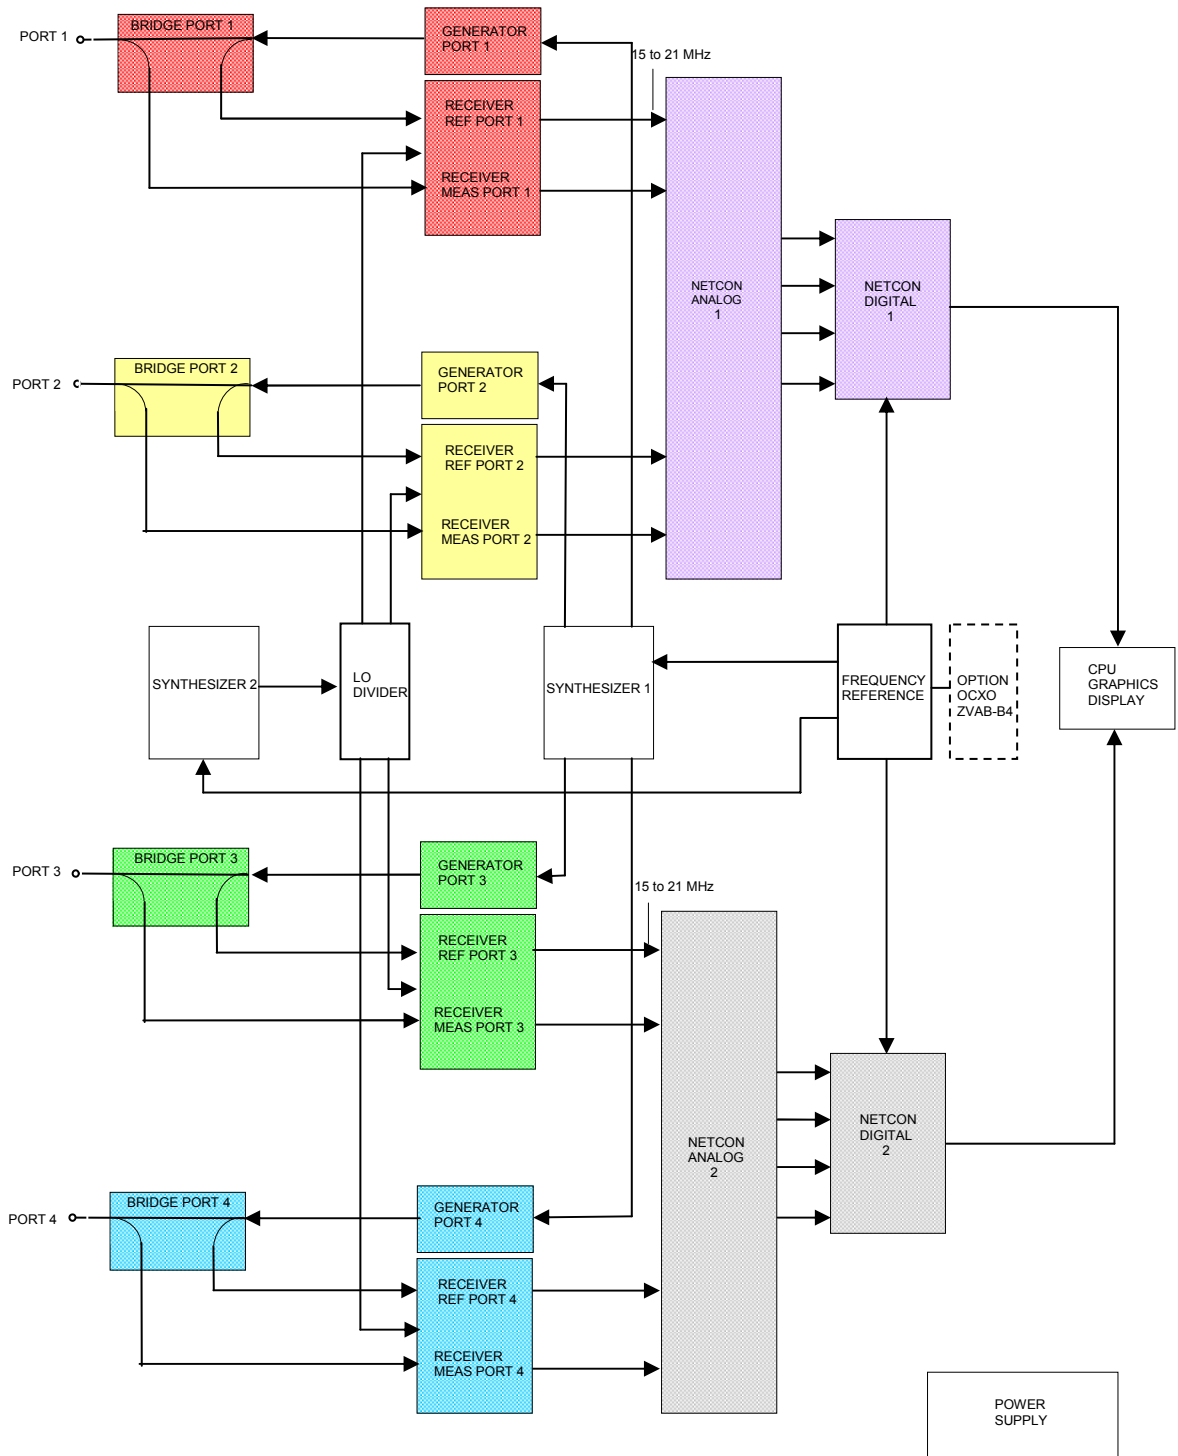 PORT 1
BRIDGE PORT 1
GENERATOR
PORT 1
15 to 21 MHz
RECEIVER
REF PORT 1
RECEIVER
MEAS PORT 1
NETCON
ANALOG
1
NETCON
DIGITAL
1
PORT 2
BRIDGE PORT 2
GENERATOR
PORT 2
RECEIVER
REF PORT 2
RECEIVER
MEAS PORT 2
SYNTHESIZER 2
LO
DIVIDER
SYNTHESIZER 1
FREQUENCY
REFERENCE
OPTION
OCXO
ZVAB-B4
CPU
GRAPHICS
DISPLAY
PORT 3
BRIDGE PORT 3
GENERATOR
PORT 3
15 to 21 MHz
RECEIVER
REF PORT 3
RECEIVER
MEAS PORT 3
NETCON
ANALOG
2
NETCON
DIGITAL
2
PORT 4
BRIDGE PORT 4
GENERATOR
PORT 4
RECEIVER
REF PORT 4
RECEIVER
MEAS PORT 4
POWER
SUPPLY